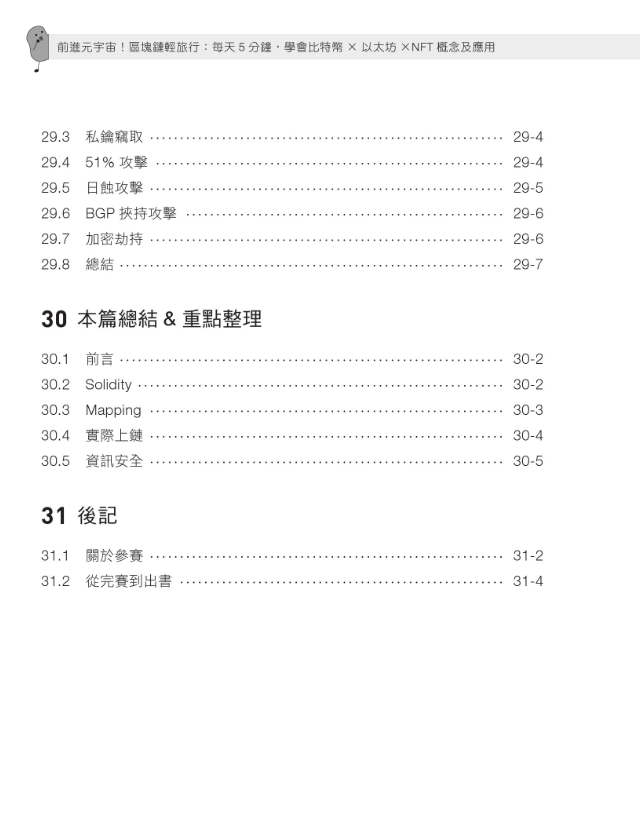 前進元宇宙!區塊鏈輕旅行:每天 5 分鐘,學會比特幣 × 以太坊 ×NFT 概念及應用
29.3 私鑰竊取 29-4
29.4 51% 攻擊 29-4
29.5 日蝕攻擊 29-5
29.6 BGP 挾持攻擊 29-6
29.7 加密劫持 29-6
29.8 總結 29-7
30 本篇總結 & 重點整理
30.1 前言 30-2
30.2 Solidity 30-2
30.3 Mapping 30-3
30.4 實際上鏈 30-4
30.5 資訊安全 30-5
31 後記
31.1 關於參賽 31-2
31.2 從完賽到出書 31-4